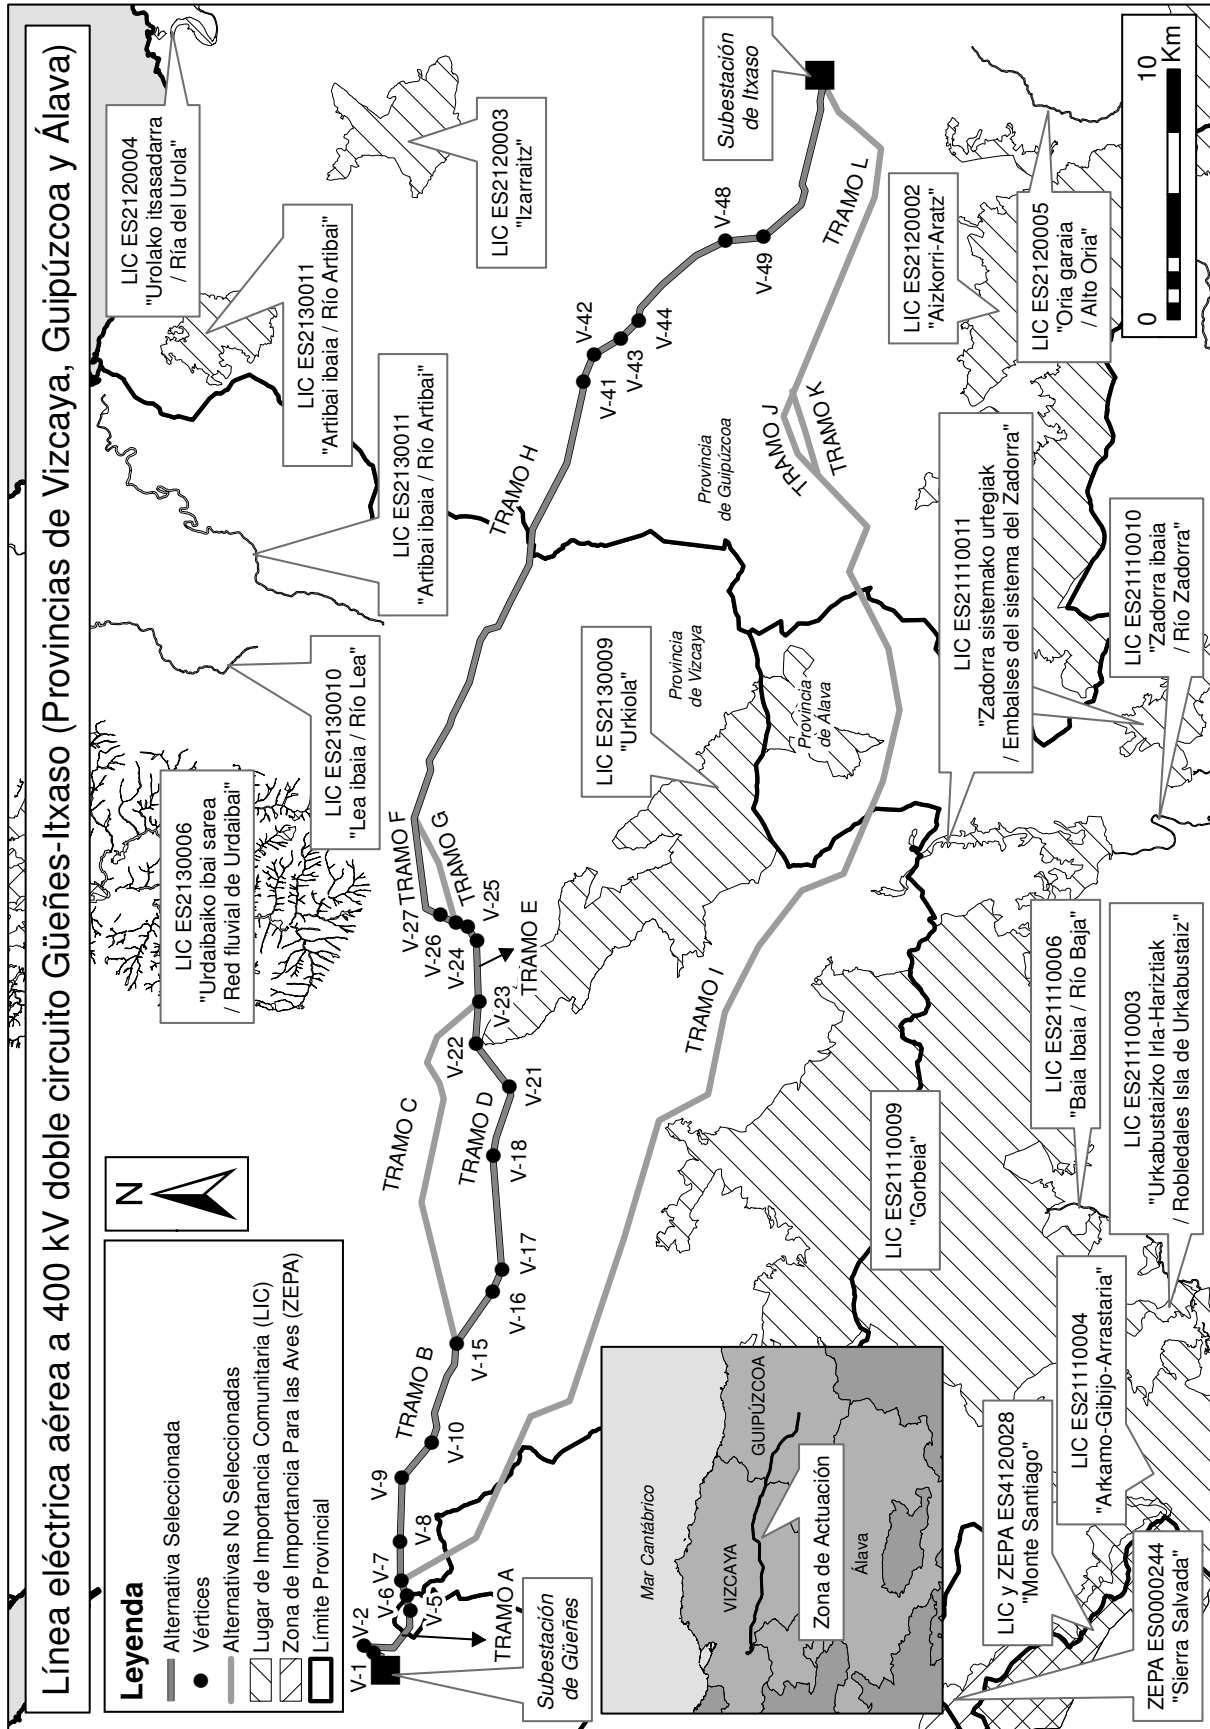 Línea eléctrica aérea a 400 kV doble circuito Güeñes-Itxaso (Provincias de Vizcaya, Guipúzcoa y Álava)
Leyenda
Alternativa Seleccionada
Vértices
Alternativas No Seleccionadas
Lugar de Importancia Comunitaria (LIC)
Zona de Importancia Para las Aves (ZEPA)
Límite Provincial
N
LIC ES2130006
"Urdaibaiko ibai sarea
/ Red fluvial de Urdaibai"
LIC ES2130010
"Lea ibaia / Río Lea"
LIC ES2130011
"Artibai ibaia / Río Artibai"
LIC ES2130011
"Artibai ibaia / Río Artibai"
LIC ES2120004
"Urolako itsasadarra
/ Ría del Urola"
LIC ES2120003
"Izarraitz"
V-1
V-2
Subestación
de Güeñes
TRAMO A
V-5
V-6
V-7
V-8
V-9
V-10
TRAMO B
V-15
V-16
V-17
TRAMO C
TRAMO D
V-18
V-21
V-22
V-23
TRAMO E
V-24
V-25
V-26
V-27
TRAMO F
TRAMO G
TRAMO H
V-41
V-42
V-43
V-44
V-48
V-49
Subestación
de Itxaso
TRAMO I
TRAMO J
TRAMO K
TRAMO L
Provincia
de Guipúzcoa
Provincia
de Vizcaya
Provincia
de Álava
LIC ES2130009
"Urkiola"
LIC ES2120002
"Aizkorri-Aratz"
LIC ES2120005
"Oria garaia
/ Alto Oria"
LIC ES21110011
"Zadorra sistemako urtegiak
/ Embalses del sistema del Zadorra"
LIC ES21110010
"Zadorra ibaia
/ Río Zadorra"
LIC ES21110009
"Gorbeia"
LIC ES21110006
"Baia Ibaia / Río Baja"
LIC ES2110003
"Urkabustaizko Irla-Hariztiak
/ Robledales Isla de Urkabustaiz"
LIC ES21110004
"Arkamo-Gibijo-Arrastaria"
LIC y ZEPA ES4120028
"Monte Santiago"
ZEPA ES0000244
"Sierra Salvada"
Mar Cantábrico
VIZCAYA
GUIPÚZCOA
Álava
Zona de Actuación
0
10
Km